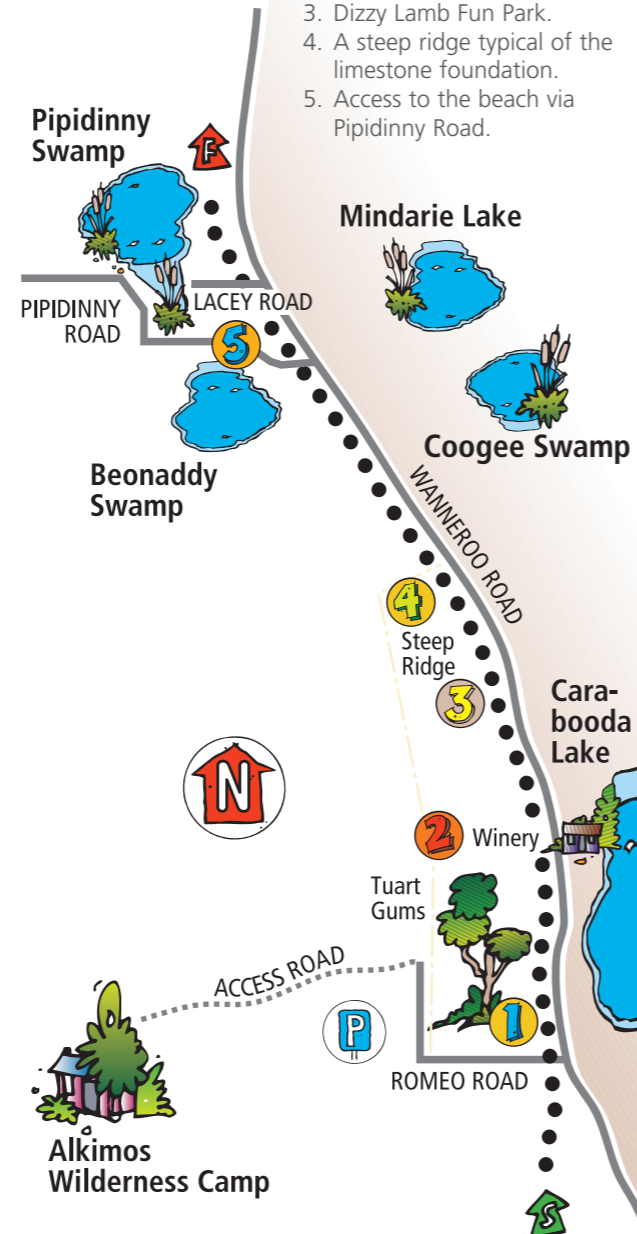 3. Dizzy Lamb Fun Park.
4. A steep ridge typical of the
limestone foundation.
5. Access to the beach via
Pipidinny Road.
Pipidinny
Swamp
F
Mindarie Lake
PIPIDINNY
ROAD
LACEY ROAD
5
Coogee Swamp
Beonaddy
Swamp
WANNEROO ROAD
4
Steep
Ridge
3
Cara-
booda
Lake
N
2
Winery
Tuart
Gums
ACCESS ROAD
P
1
ROMEO ROAD
Alkimos
Wilderness Camp
S